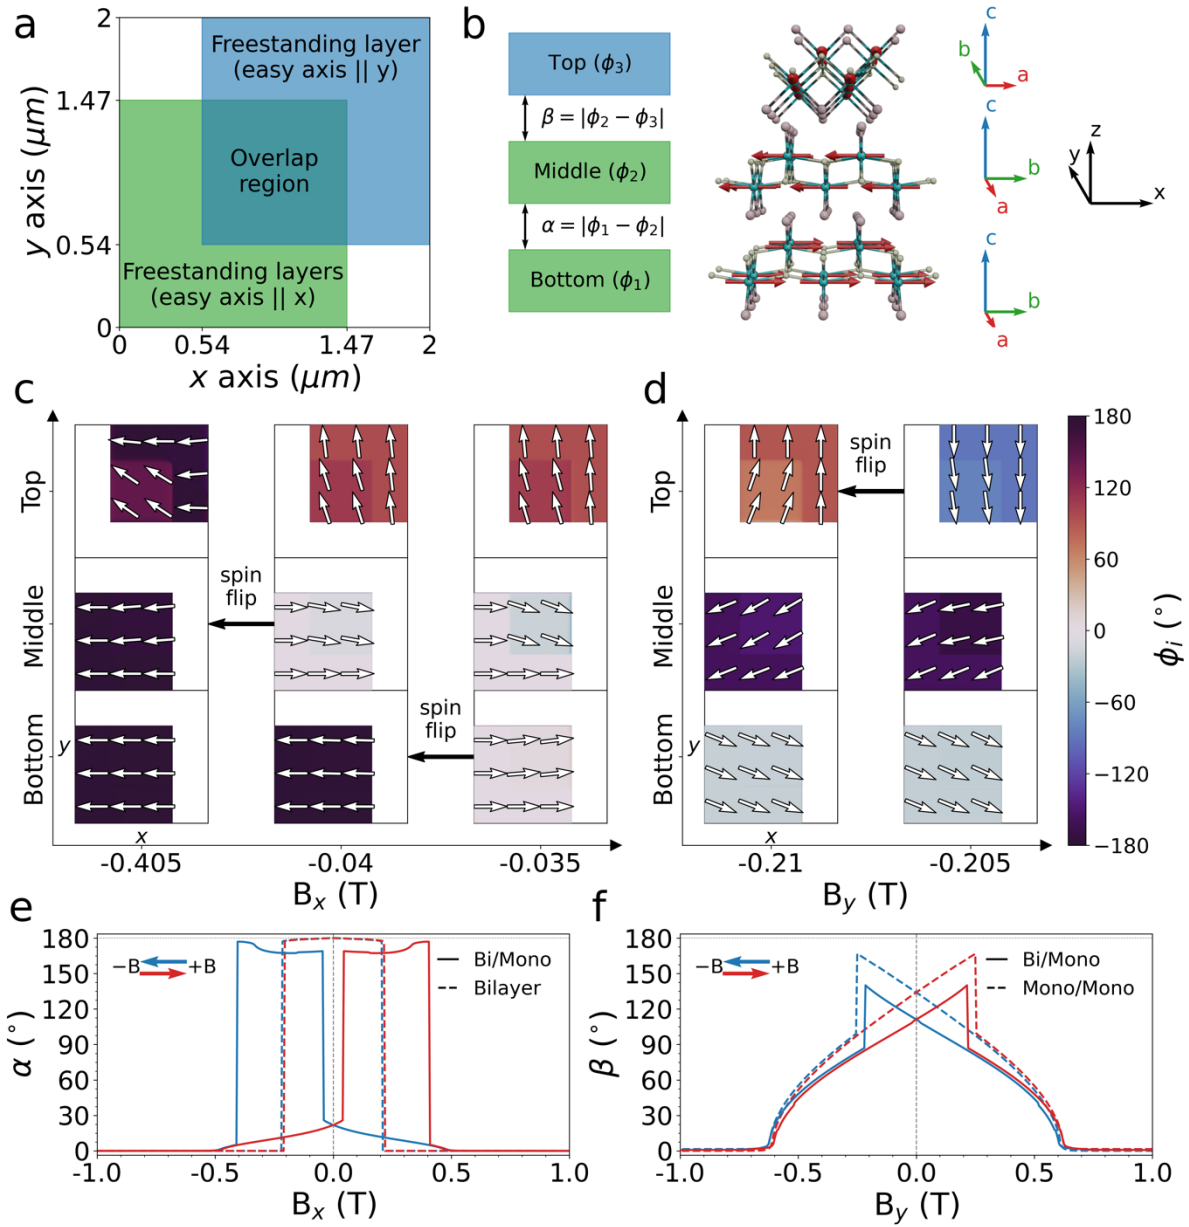 a
2
1.47
0.54
0
y axis (μm)
Freestanding layer
(easy axis || y)
Overlap
region
Freestanding layers
(easy axis || x)
0
0.54
1.47
2
x axis (μm)
b
Top (ϕ3)
β = |ϕ2 − ϕ3|
Middle (ϕ2)
α = |ϕ1 − ϕ2|
Bottom (ϕ1)
c
b
a
c
b
a
c
b
a
z
y
x
c
Top
Middle
Bottom
spin
flip
spin
flip
y
x
-0.405
-0.04
-0.035
Bx (T)
d
spin
flip
y
x
-0.21
-0.205
By (T)
180
120
60
0
−60
−120
−180
ϕi (°)
e
180
150
120
90
60
30
0
α (°)
−B
+B
Bi/Mono
Bilayer
-1.0
-0.5
0.0
0.5
1.0
Bx (T)
f
180
150
120
90
60
30
0
β (°)
−B
+B
Bi/Mono
Mono/Mono
-1.0
-0.5
0.0
0.5
1.0
By (T)